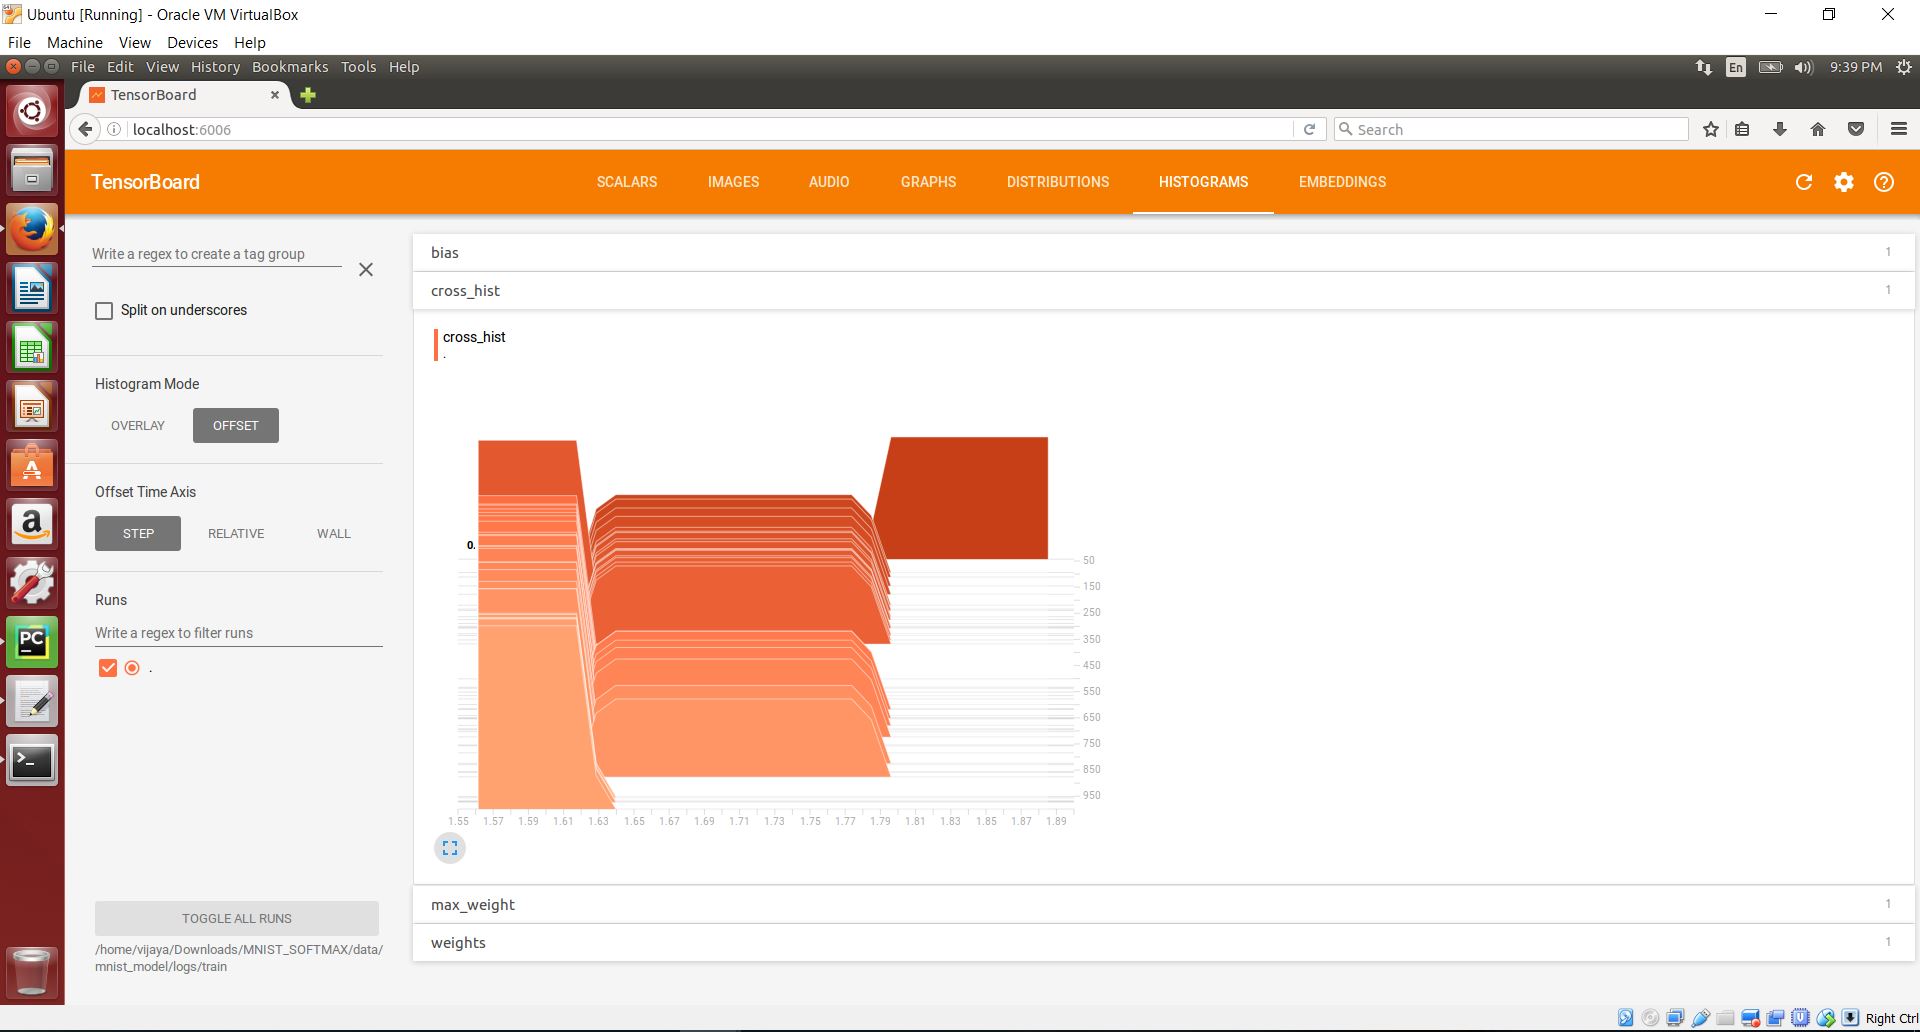 Ubuntu [Running] - Oracle VM VirtualBox
File Machine View Devices Help
File Edit View History Bookmarks Tools Help
En 9:39 PM
TensorBoard
localhost:6006
Search
TensorBoard
SCALARS IMAGES AUDIO GRAPHS DISTRIBUTIONS HISTOGRAMS EMBEDDINGS
Write a regex to create a tag group
Split on underscores
Histogram Mode
OVERLAY OFFSET
Offset Time Axis
STEP RELATIVE WALL
Runs
Write a regex to filter runs
.
TOGGLE ALL RUNS
/home/vijaya/Downloads/MNIST_SOFTMAX/data/
mnist_model/logs/train
bias 1
cross_hist 1
cross_hist
.
0.
50
150
250
350
450
550
650
750
850
950
1.55 1.57 1.59 1.61 1.63 1.65 1.67 1.69 1.71 1.73 1.75 1.77 1.79 1.81 1.83 1.85 1.87 1.89
max_weight 1
weights 1
PC
Right Ctrl